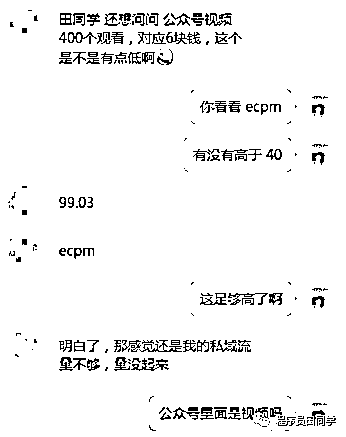 田同学 还想问问 公众号视频
400个观看，对应6块钱，这个
是不是有点低啊
你看看 ecpm
有没有高于 40
99.03
ecpm
这足够高了啊
明白了，那感觉还是我的私域流
量不够，量没起来
公众号里面是视频吗
程序员田同学